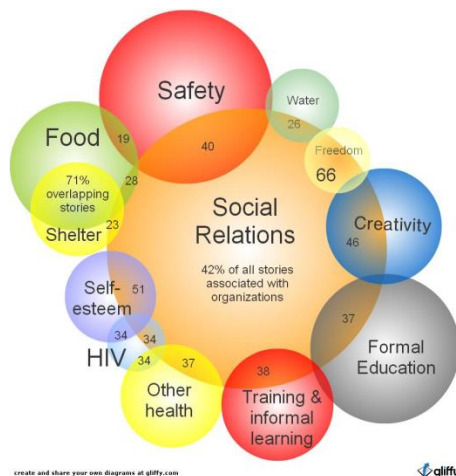 Safety
Water
26
Freedom
66
Food
19
40
28
71%
overlapping
stories
Shelter
23
Social
Relations
42% of all stories
associated with
organizations
Creativity
46
Self-
esteem
51
34
34
HIV
34
37
Other
health
38
Training &
informal
learning
37
Formal
Education
create and share your own diagrams at gliffy.com
gliffy